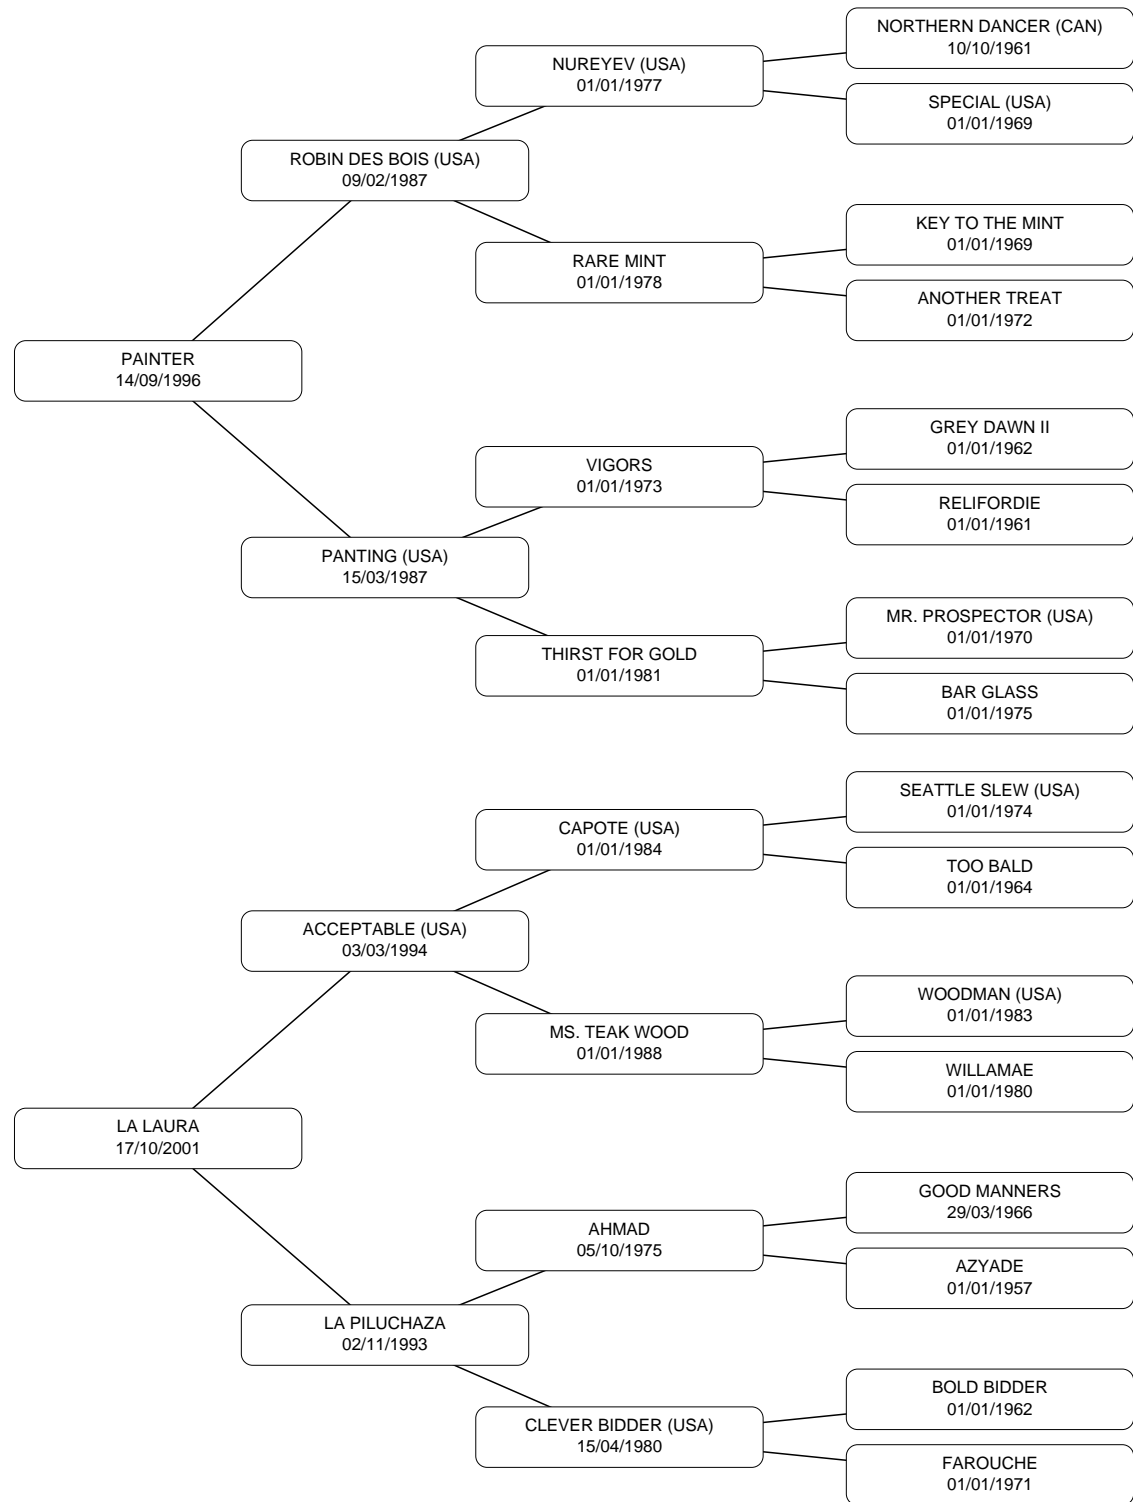 NORTHERN DANCER (CAN)
10/10/1961
NUREYEV (USA)
01/01/1977
SPECIAL (USA)
01/01/1969
ROBIN DES BOIS (USA)
09/02/1987
KEY TO THE MINT
01/01/1969
RARE MINT
01/01/1978
ANOTHER TREAT
01/01/1972
PAINTER
14/09/1996
GREY DAWN II
01/01/1962
VIGORS
01/01/1973
RELIFORDIE
01/01/1961
PANTING (USA)
15/03/1987
MR. PROSPECTOR (USA)
01/01/1970
THIRST FOR GOLD
01/01/1981
BAR GLASS
01/01/1975
SEATTLE SLEW (USA)
01/01/1974
CAPOTE (USA)
01/01/1984
TOO BALD
01/01/1964
ACCEPTABLE (USA)
03/03/1994
WOODMAN (USA)
01/01/1983
MS. TEAK WOOD
01/01/1988
WILLAMAE
01/01/1980
LA LAURA
17/10/2001
GOOD MANNERS
29/03/1966
AHMAD
05/10/1975
AZYADE
01/01/1957
LA PILUCHAZA
02/11/1993
BOLD BIDDER
01/01/1962
CLEVER BIDDER (USA)
15/04/1980
FAROUCHE
01/01/1971